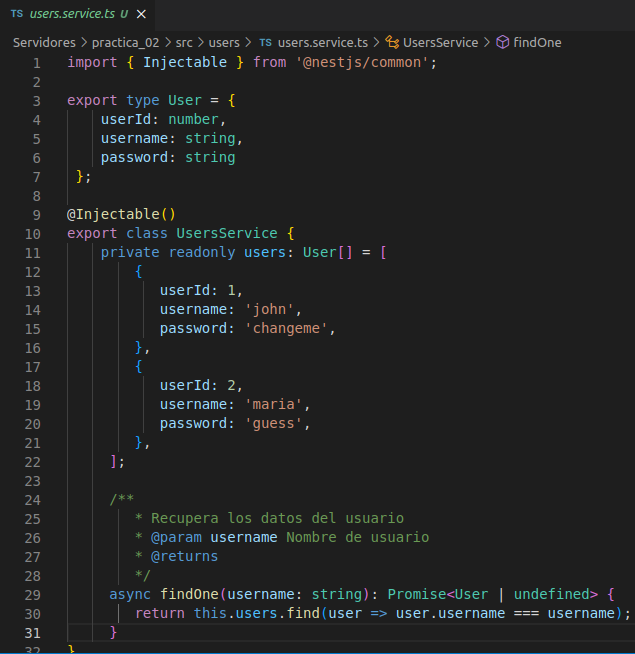 TS users.service.ts U ×
Servidores > practica_02 > src > users > TS users.service.ts > UsersService > findOne
1 import { Injectable } from '@nestjs/common';
2
3 export type User = {
4 userId: number,
5 username: string,
6 password: string
7 };
8
9 @Injectable()
10 export class UsersService {
11 private readonly users: User[] = [
12 {
13 userId: 1,
14 username: 'john',
15 password: 'changeme',
16 },
17 {
18 userId: 2,
19 username: 'maria',
20 password: 'guess',
21 },
22 ];
23
24 /**
25 * Recupera los datos del usuario
26 * @param username Nombre de usuario
27 * @returns
28 */
29 async findOne(username: string): Promise<User | undefined> {
30 return this.users.find(user => user.username === username);
31 }
32 }